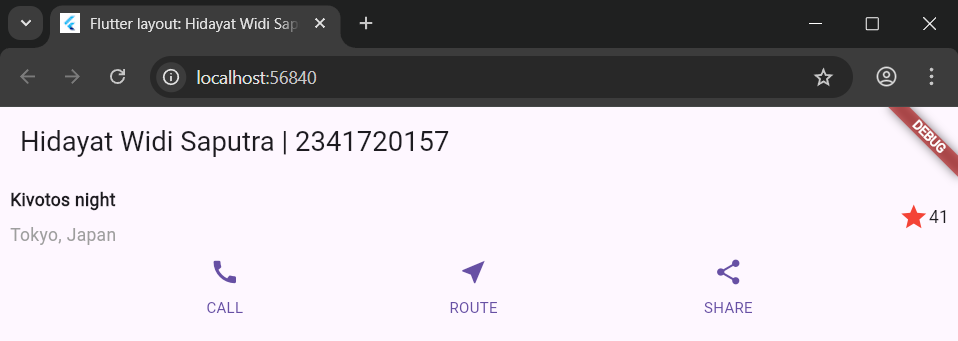 Flutter layout: Hidayat Widi Sap
localhost:56840
DEBUG
Hidayat Widi Saputra | 2341720157
Kivotos night
Tokyo, Japan
41
CALL ROUTE SHARE